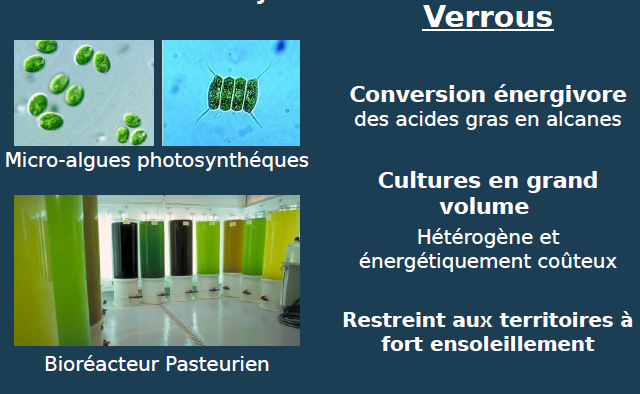 Micro-algues photosynthéques
Bioréacteur Pasteurien
Verrous
Conversion énergivore
des acides gras en alcanes
Cultures en grand
volume
Hétérogène et
énergétiquement coûteux
Restreint aux territoires à
fort ensoleillement